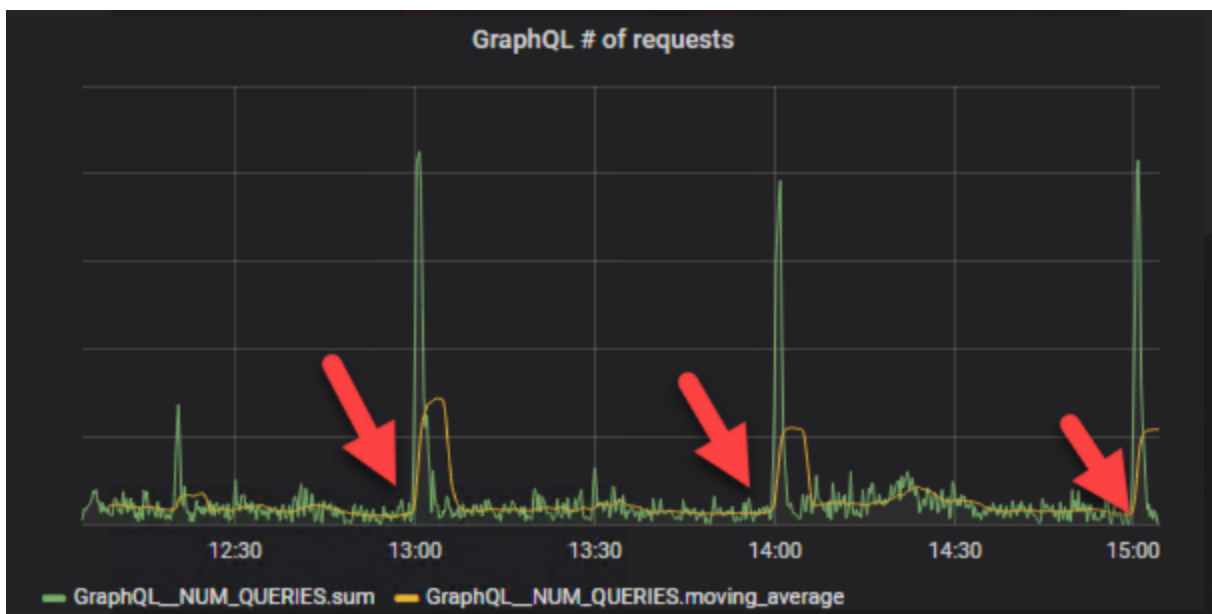 GraphQL # of requests
12:30 13:00 13:30 14:00 14:30 15:00
GraphQL__NUM_QUERIES.sum GraphQL__NUM_QUERIES.moving_average